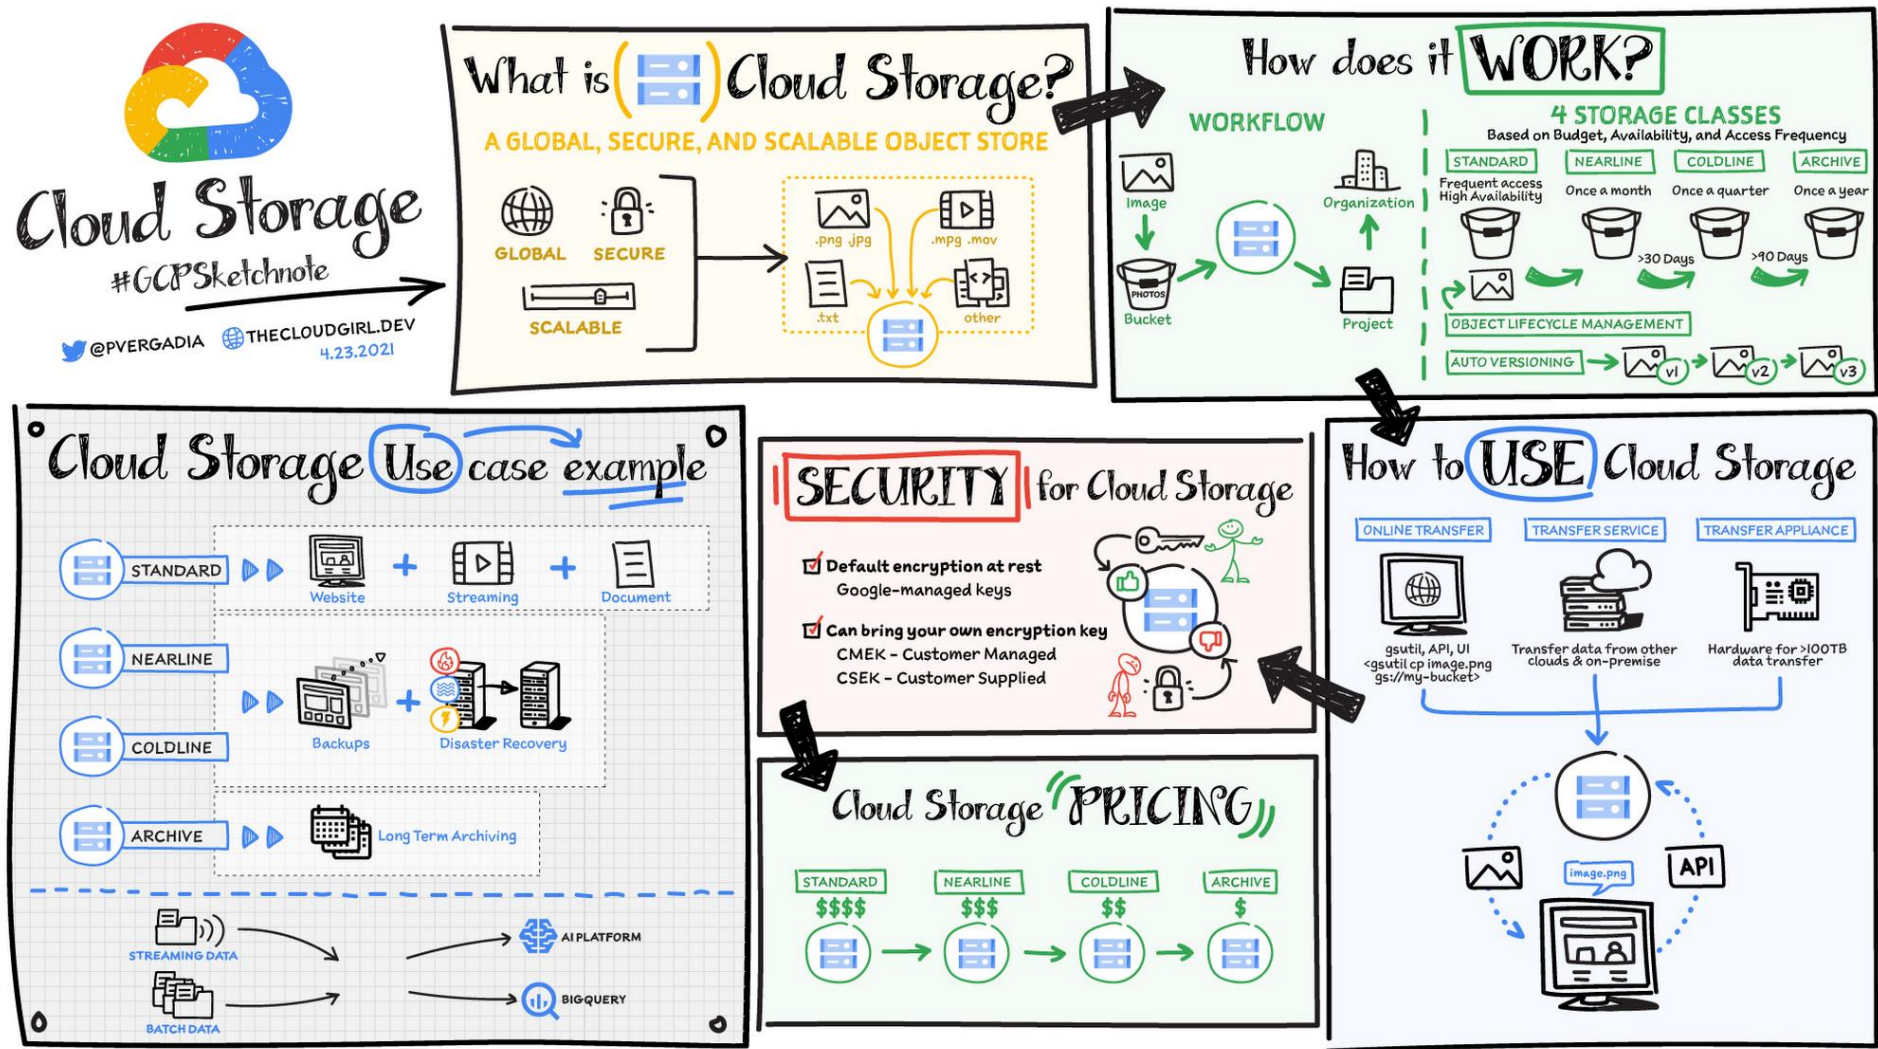 Cloud Storage
#GCPSketchnote
@PVERGADIA
THECLOUDGIRL.DEV
4.23.2021
What is Cloud Storage?
A GLOBAL, SECURE, AND SCALABLE OBJECT STORE
GLOBAL
SECURE
SCALABLE
.png .jpg
.mpg .mov
.txt
other
How does it WORK?
WORKFLOW
Image
PHOTOS
Bucket
Organization
Project
4 STORAGE CLASSES
Based on Budget, Availability, and Access Frequency
STANDARD
NEARLINE
COLDLINE
ARCHIVE
Frequent access
High Availability
Once a month
Once a quarter
Once a year
>30 Days
>90 Days
OBJECT LIFECYCLE MANAGEMENT
AUTO VERSIONING
v1
v2
v3
How to USE Cloud Storage
ONLINE TRANSFER
TRANSFER SERVICE
TRANSFER APPLIANCE
gsutil, API, UI
<gsutil cp image.png
gs://my-bucket>
Transfer data from other
clouds & on-premise
Hardware for >100TB
data transfer
image.png
API
SECURITY for Cloud Storage
Default encryption at rest
Google-managed keys
Can bring your own encryption key
CMEK – Customer Managed
CSEK – Customer Supplied
Cloud Storage PRICING
STANDARD
NEARLINE
COLDLINE
ARCHIVE
$$$$
$$$
$$
$
Cloud Storage Use case example
STANDARD
Website
Streaming
Document
NEARLINE
COLDLINE
Backups
Disaster Recovery
ARCHIVE
Long Term Archiving
STREAMING DATA
BATCH DATA
AI PLATFORM
BIGQUERY